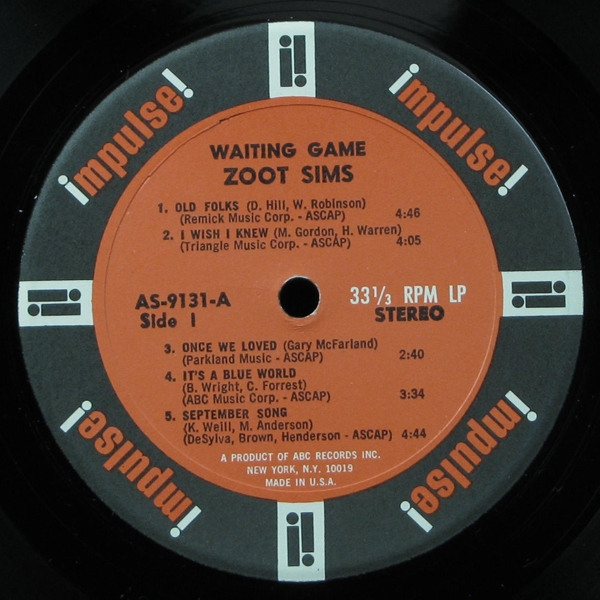 impulse!
impulse!
WAITING GAME
ZOOT SIMS
1. OLD FOLKS (D. Hill, W. Robinson)
(Remick Music Corp. - ASCAP) 4:46
2. I WISH I KNEW (M. Gordon, H. Warren)
(Triangle Music Corp. - ASCAP) 4:05
AS-9131-A 33⅓ RPM LP
Side 1 STEREO
3. ONCE WE LOVED (Gary McFarland)
(Parkland Music - ASCAP) 2:40
4. IT'S A BLUE WORLD
(B. Wright, C. Forrest)
(ABC Music Corp. - ASCAP) 3:34
5. SEPTEMBER SONG
(K. Weill, M. Anderson)
(DeSylva, Brown, Henderson - ASCAP) 4:44
A PRODUCT OF ABC RECORDS INC.
NEW YORK, N.Y. 10019
MADE IN U.S.A.
impulse!
impulse!